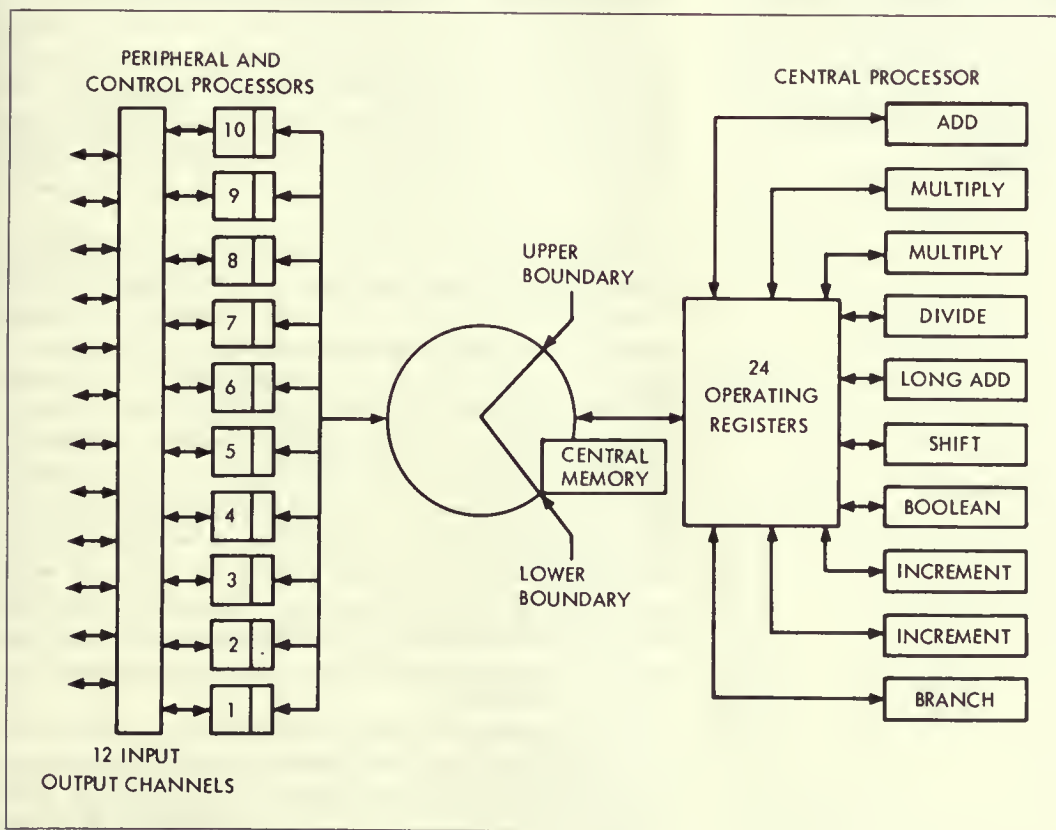 PERIPHERAL AND
CONTROL PROCESSORS
10
9
8
7
6
5
4
3
2
1
12 INPUT
OUTPUT CHANNELS
UPPER
BOUNDARY
CENTRAL
MEMORY
LOWER
BOUNDARY
CENTRAL PROCESSOR
24
OPERATING
REGISTERS
ADD
MULTIPLY
MULTIPLY
DIVIDE
LONG ADD
SHIFT
BOOLEAN
INCREMENT
INCREMENT
BRANCH